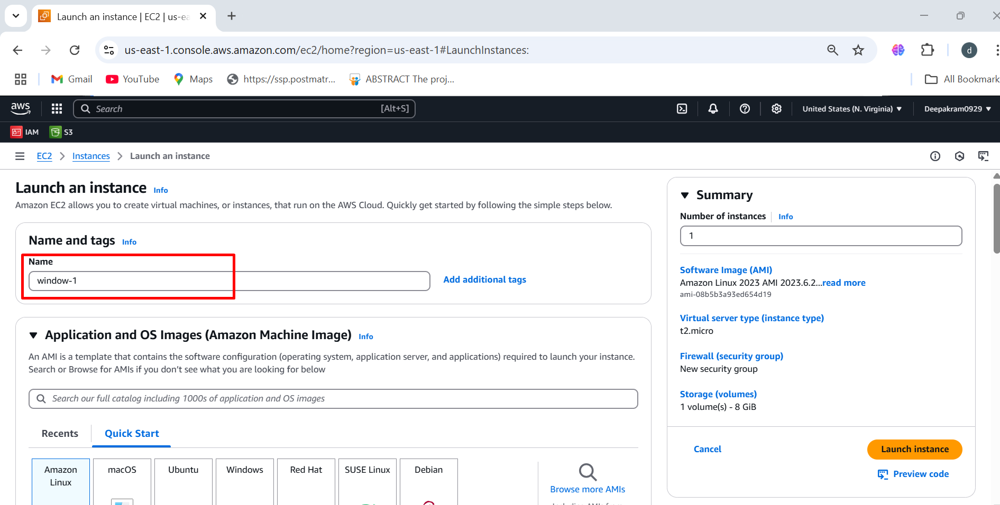 Launch an instance | EC2 | us-ea
us-east-1.console.aws.amazon.com/ec2/home?region=us-east-1#LaunchInstances:
d
Gmail
YouTube
Maps
https://ssp.postmatr...
ABSTRACT The proj...
All Bookmark
aws
Search
[Alt+S]
United States (N. Virginia)
Deepakram0929
IAM
S3
EC2
Instances
Launch an instance
Launch an instance Info
Amazon EC2 allows you to create virtual machines, or instances, that run on the AWS Cloud. Quickly get started by following the simple steps below.
Name and tags Info
Name
window-1
Add additional tags
Application and OS Images (Amazon Machine Image) Info
An AMI is a template that contains the software configuration (operating system, application server, and applications) required to launch your instance.
Search or Browse for AMIs if you don’t see what you are looking for below
Search our full catalog including 1000s of application and OS images
Recents
Quick Start
Amazon
Linux
macOS
Ubuntu
Windows
Red Hat
SUSE Linux
Debian
Browse more AMIs
Summary
Number of instances Info
1
Software Image (AMI)
Amazon Linux 2023 AMI 2023.6.2...read more
ami-08b5b3a93ed654d19
Virtual server type (instance type)
t2.micro
Firewall (security group)
New security group
Storage (volumes)
1 volume(s) - 8 GiB
Cancel
Launch instance
Preview code